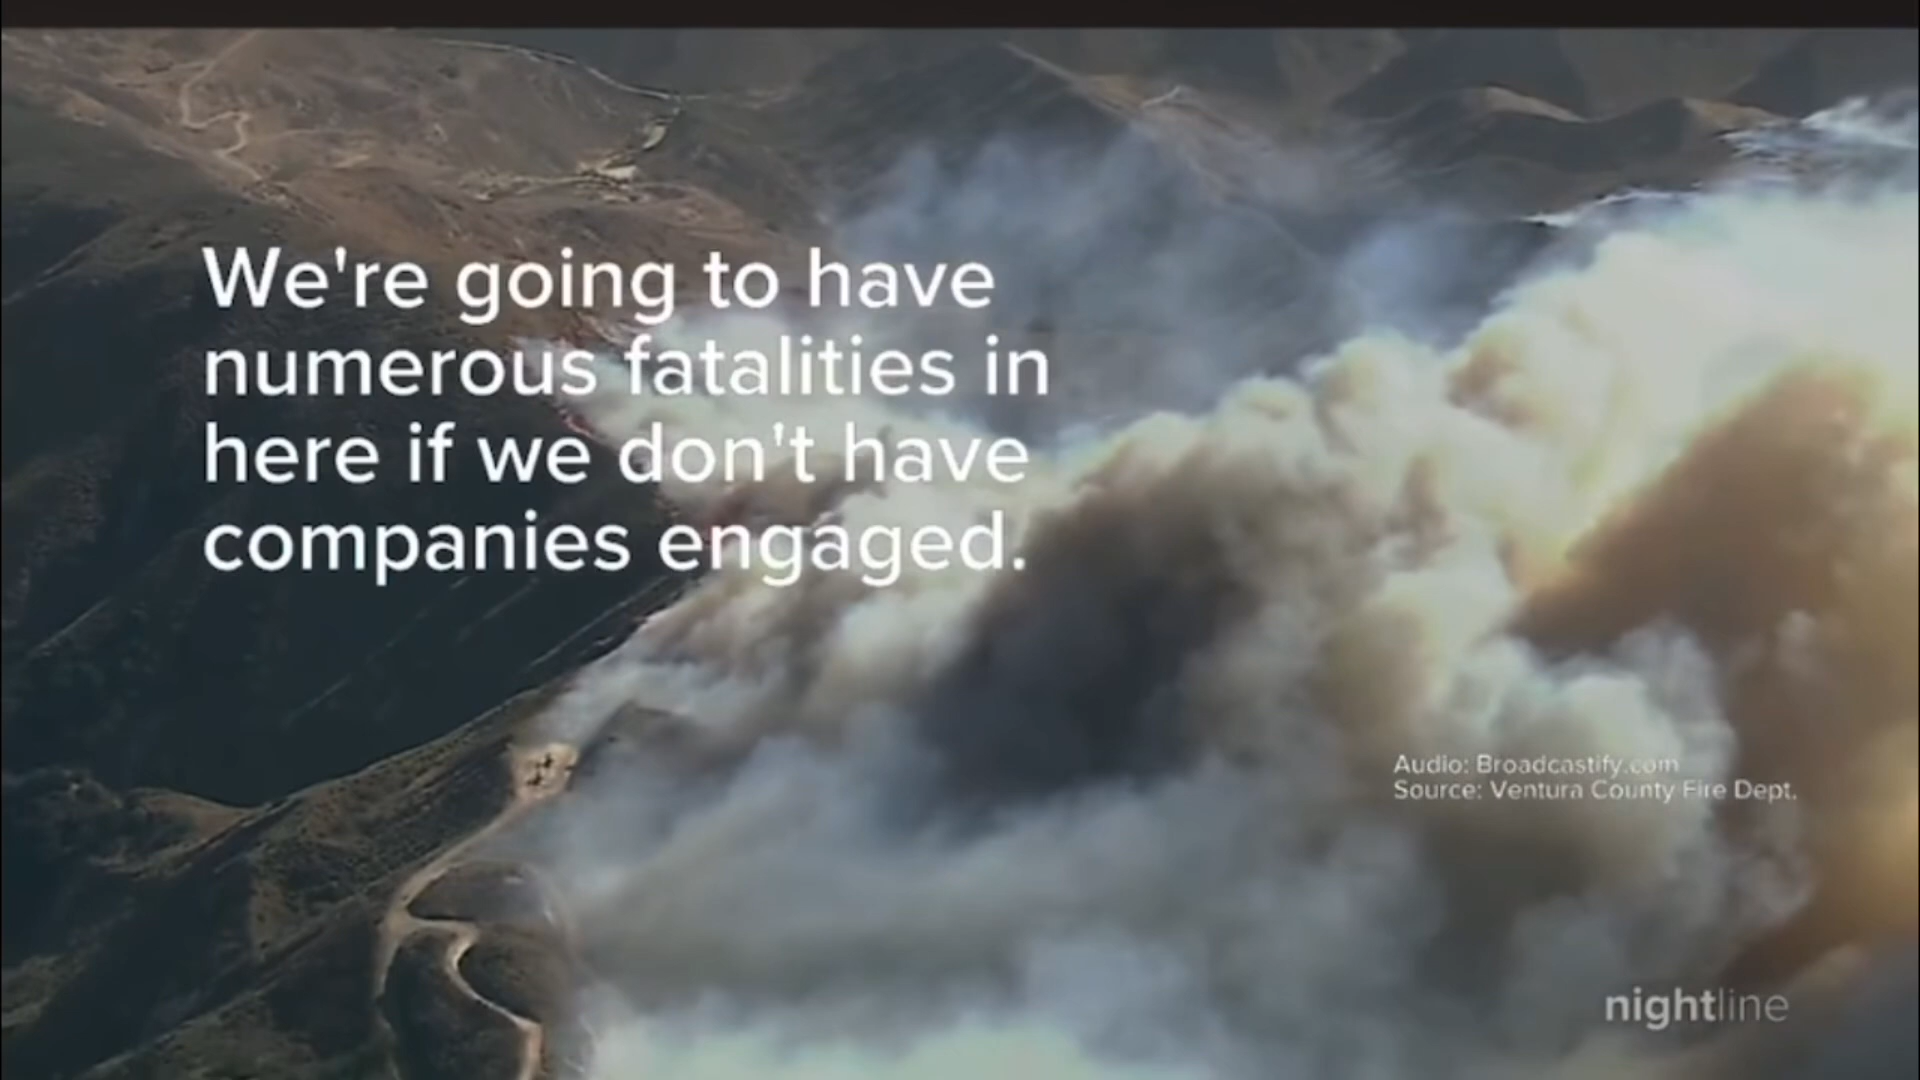 We're going to have
numerous fatalities in
here if we don't have
companies engaged.
Audio: Broadcastify.com
Source: Ventura County Fire Dept.
nightline